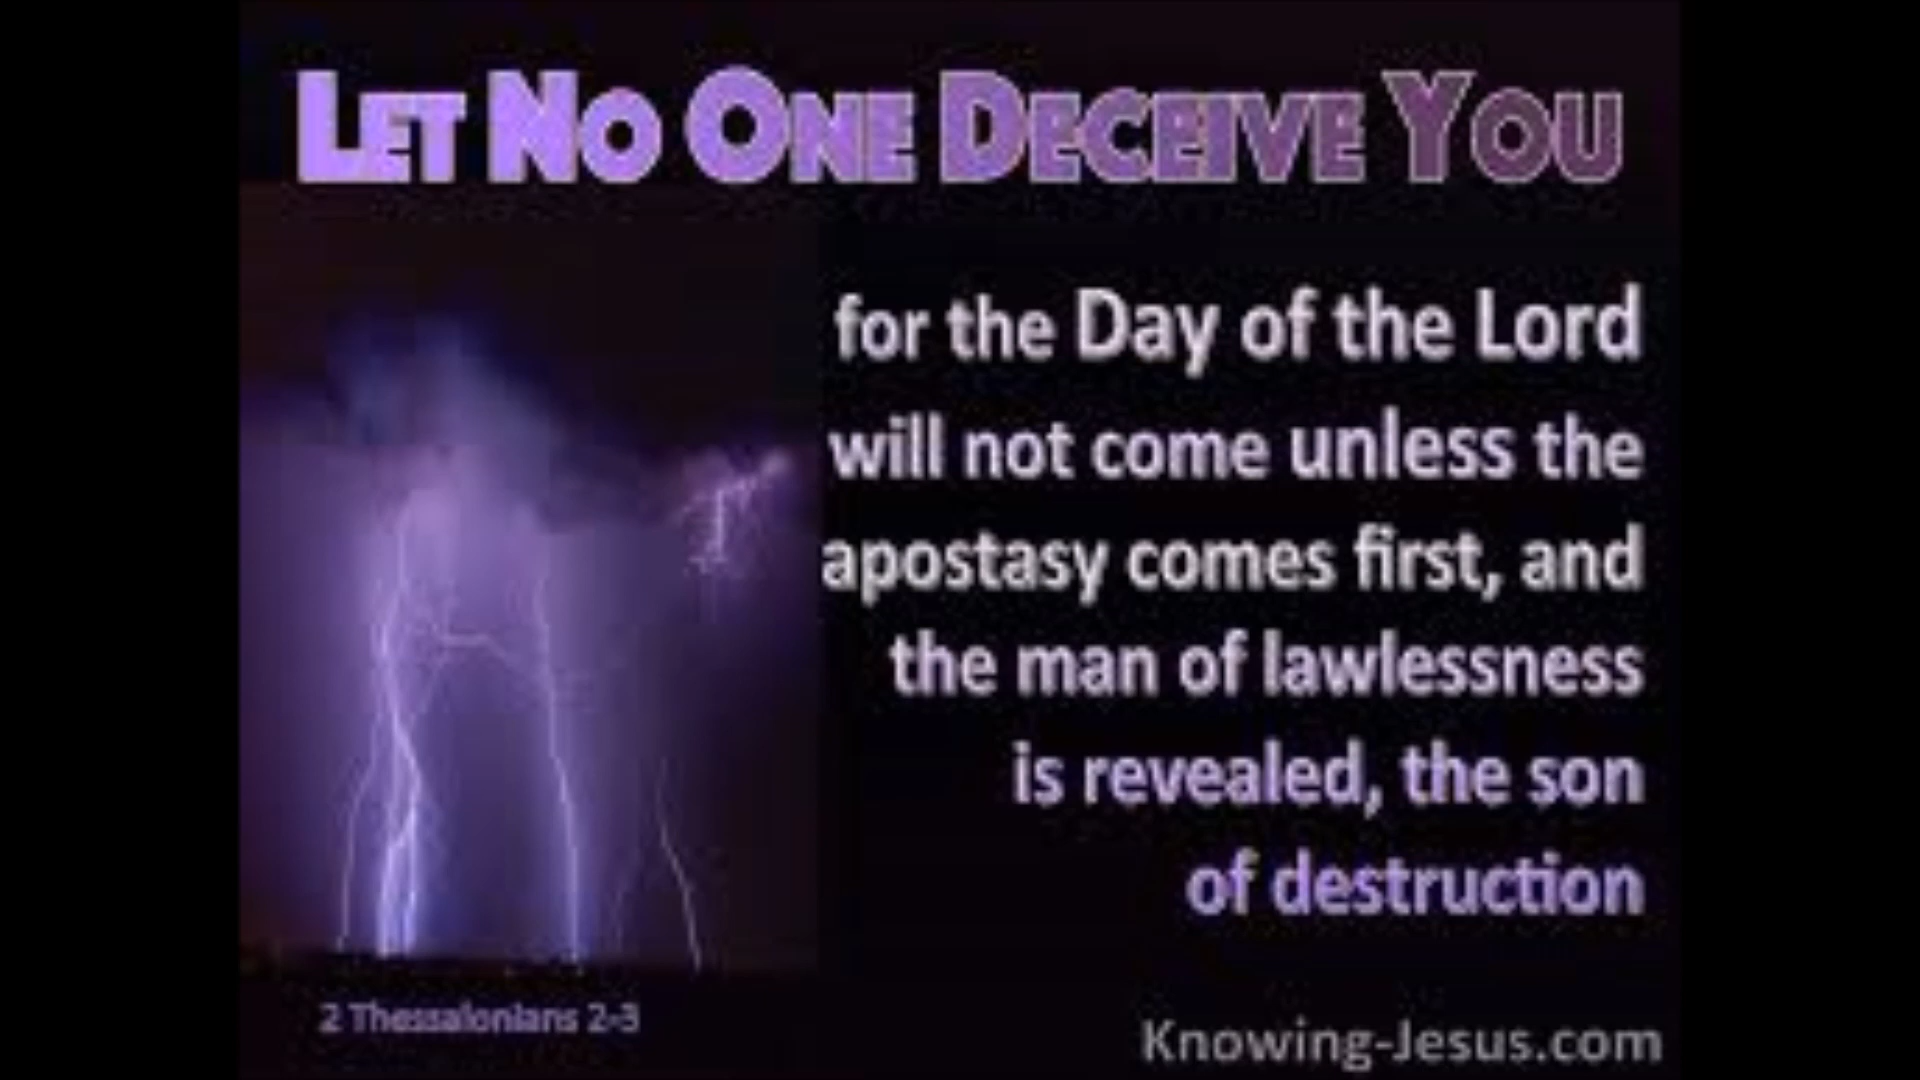 LET NO ONE DECEIVE YOU
for the Day of the Lord
will not come unless the
apostasy comes first, and
the man of lawlessness
is revealed, the son
of destruction
2 Thessalonians 2-3
Knowing-Jesus.com